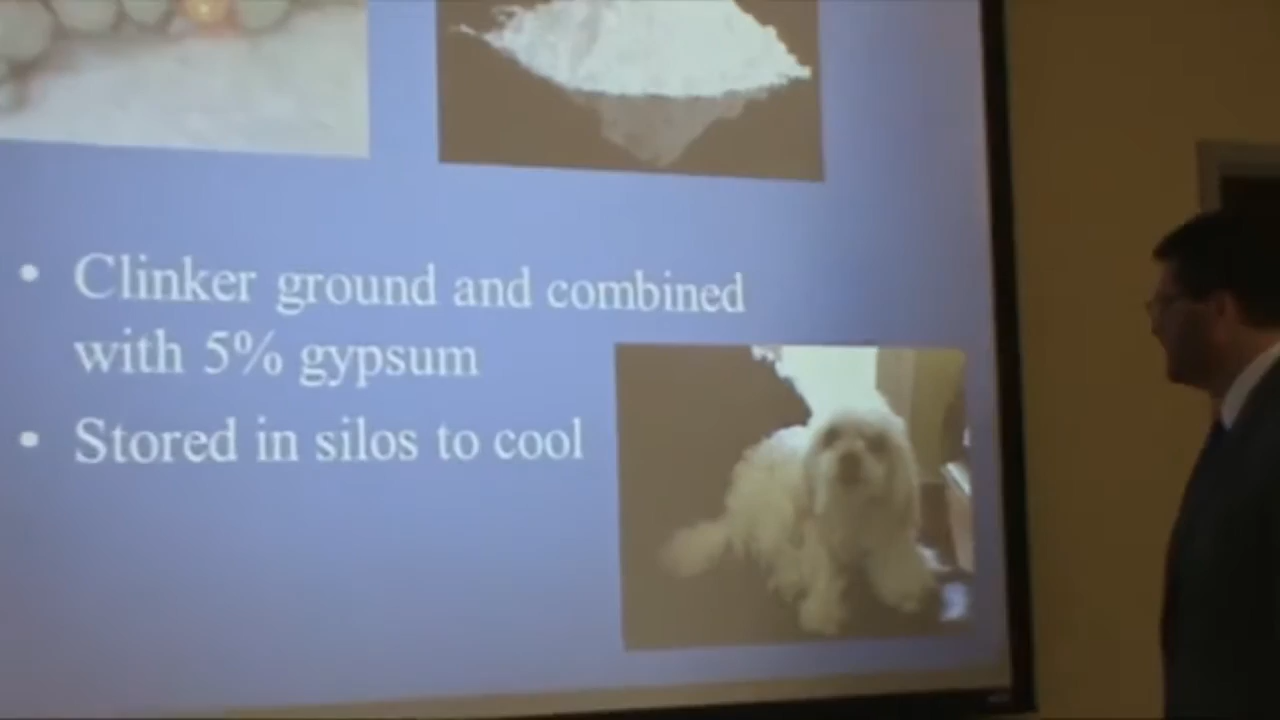 • Clinker ground and combined
with 5% gypsum
• Stored in silos to cool